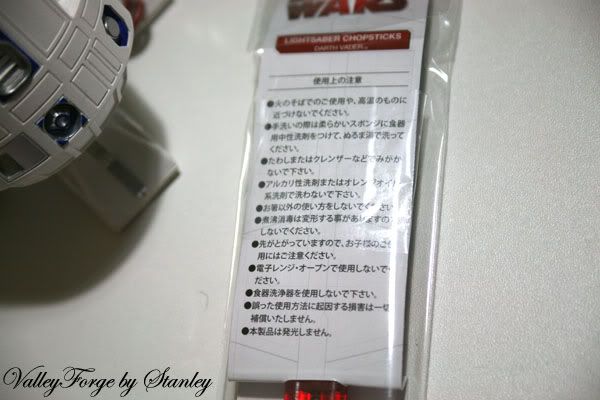 WARS
LIGHTSABER CHOPSTICKS
DARTH VADER™
使用上の注意
●火のそばでのご使用や、高温のものに
近づけないでください。
●手洗いの際は柔らかいスポンジに食器
用中性洗剤をつけて、ぬるま湯で洗って
ください。
●たわしまたはクレンザーなどでみがか
ないで下さい。
●アルカリ性洗剤またはオレンジオイル
系洗剤で洗わないで下さい。
●お箸以外の使い方をしないでください。
●煮沸消毒は変形する事がありますので
しないでください。
●先がとがっていますので、お子様のご使
用にはご注意ください。
●電子レンジ・オーブンで使用しないでく
ださい。
●食器洗浄器を使用しないで下さい。
●誤った使用方法に起因する損害は一切
補償いたしません。
●本製品は発光しません。
ValleyForge by Stanley